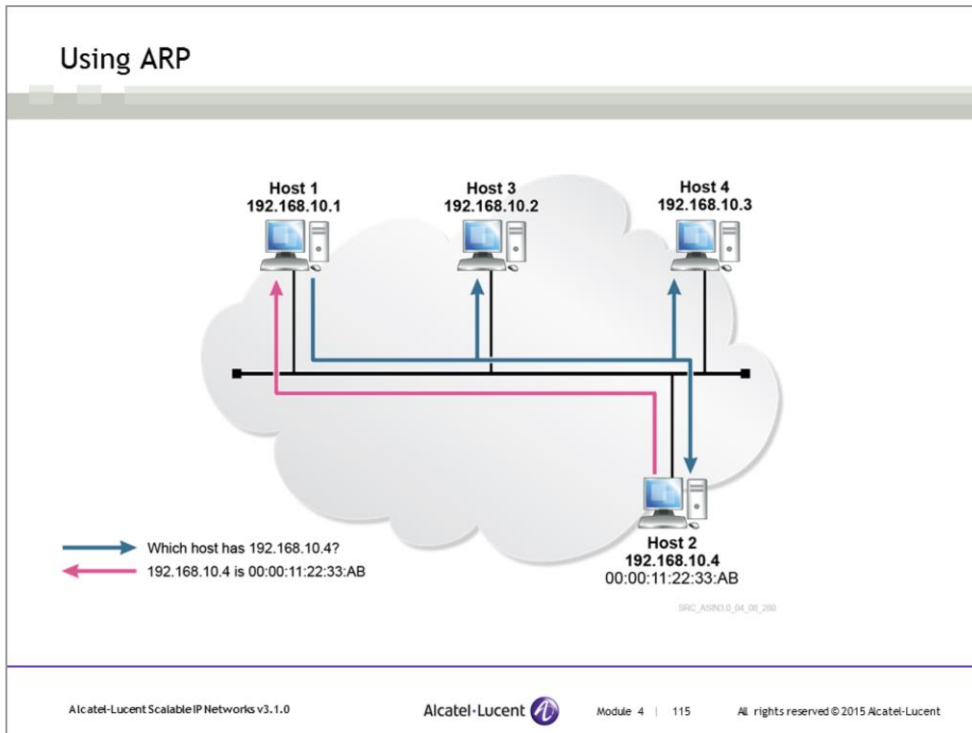 Using ARP
Host 1
192.168.10.1
Host 3
192.168.10.2
Host 4
192.168.10.3
Host 2
192.168.10.4
00:00:11:22:33:AB
Which host has 192.168.10.4?
192.168.10.4 is 00:00:11:22:33:AB
SRC_ASIN3.0_04_08_260
Alcatel-Lucent Scalable IP Networks v3.1.0
Alcatel·Lucent
Module 4 | 115
All rights reserved © 2015 Alcatel-Lucent